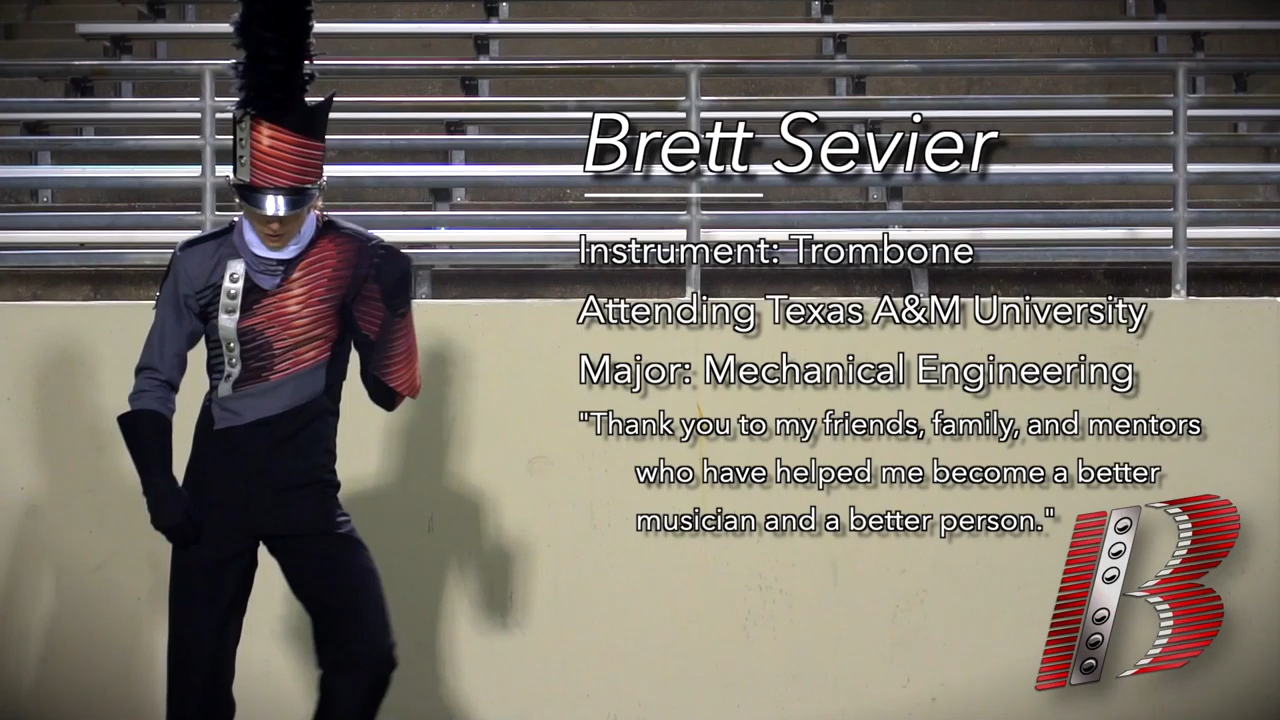 Brett Sevier
Instrument: Trombone
Attending Texas A&M University
Major: Mechanical Engineering
"Thank you to my friends, family, and mentors
who have helped me become a better
musician and a better person."
B